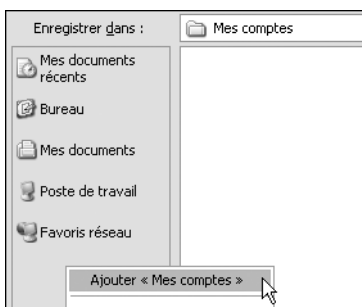 Enregistrer dans :
Mes comptes
Mes documents
récents
Bureau
Mes documents
Poste de travail
Favoris réseau
Ajouter « Mes comptes »